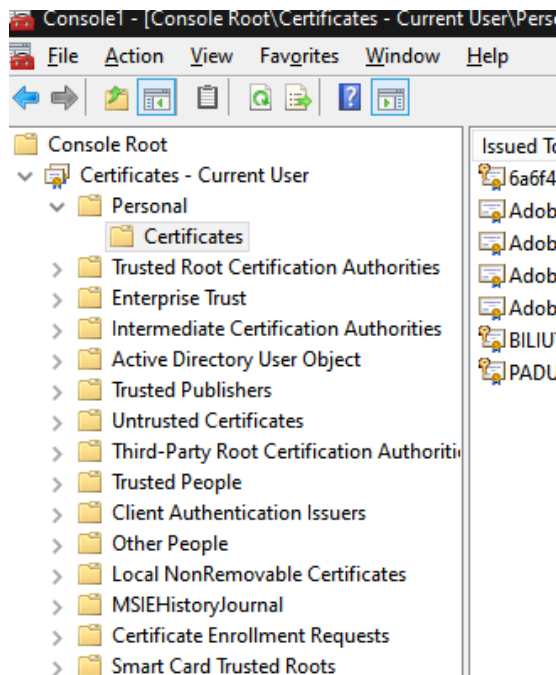 Console1 - [Console Root\Certificates - Current User\Perso
File Action View Favorites Window Help
Console Root
Certificates - Current User
Personal
Certificates
Trusted Root Certification Authorities
Enterprise Trust
Intermediate Certification Authorities
Active Directory User Object
Trusted Publishers
Untrusted Certificates
Third-Party Root Certification Authoriti
Trusted People
Client Authentication Issuers
Other People
Local NonRemovable Certificates
MSIEHistoryJournal
Certificate Enrollment Requests
Smart Card Trusted Roots
Issued To
6a6f4
Adob
Adob
Adob
Adob
BILIU
PADU